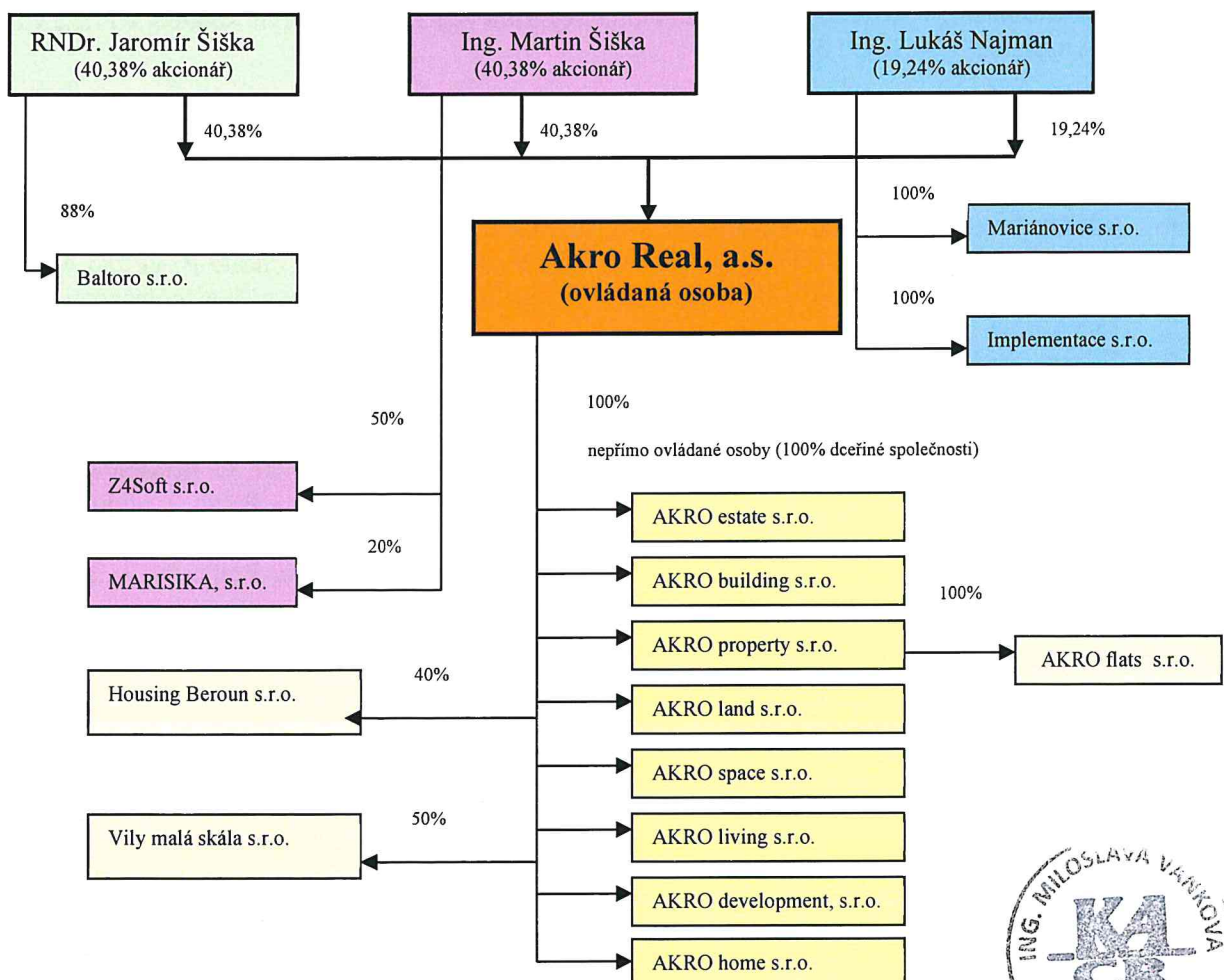 RNDr. Jaromír Šiška
(40,38% akcionář)
Ing. Martin Šiška
(40,38% akcionář)
Ing. Lukáš Najman
(19,24% akcionář)
40,38%
40,38%
19,24%
88%
100%
Baltoro s.r.o.
Akro Real, a.s.
(ovládaná osoba)
Mariánovice s.r.o.
100%
Implementace s.r.o.
50%
100%
nepřímo ovládané osoby (100% dceřiné společnosti)
Z4Soft s.r.o.
20%
MARISIKA, s.r.o.
AKRO estate s.r.o.
AKRO building s.r.o.
100%
AKRO property s.r.o.
AKRO flats s.r.o.
Housing Beroun s.r.o.
40%
AKRO land s.r.o.
AKRO space s.r.o.
Vily malá skála s.r.o.
50%
AKRO living s.r.o.
AKRO development, s.r.o.
AKRO home s.r.o.
ING. MILOSLAVA VAŇKOVÁ
KA
ČR